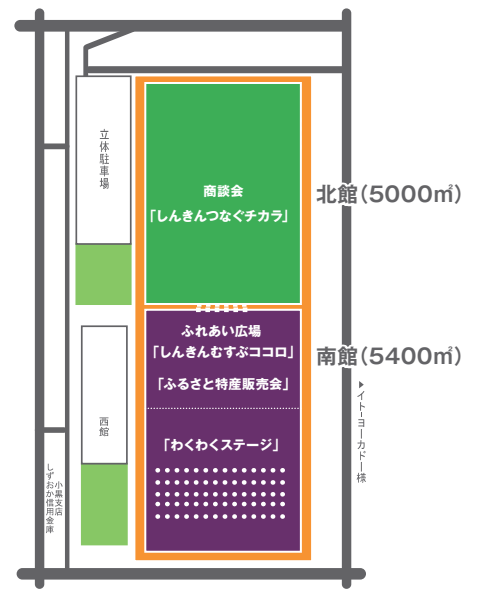 立体駐車場
商談会
「しんきんつなぐチカラ」
北館（5000㎡）
ふれあい広場
「しんきんむすぶココロ」
「ふるさと特産販売会」
南館（5400㎡）
▶イトーヨーカドー様
西館
「わくわくステージ」
しずおか信用金庫
小黒支店